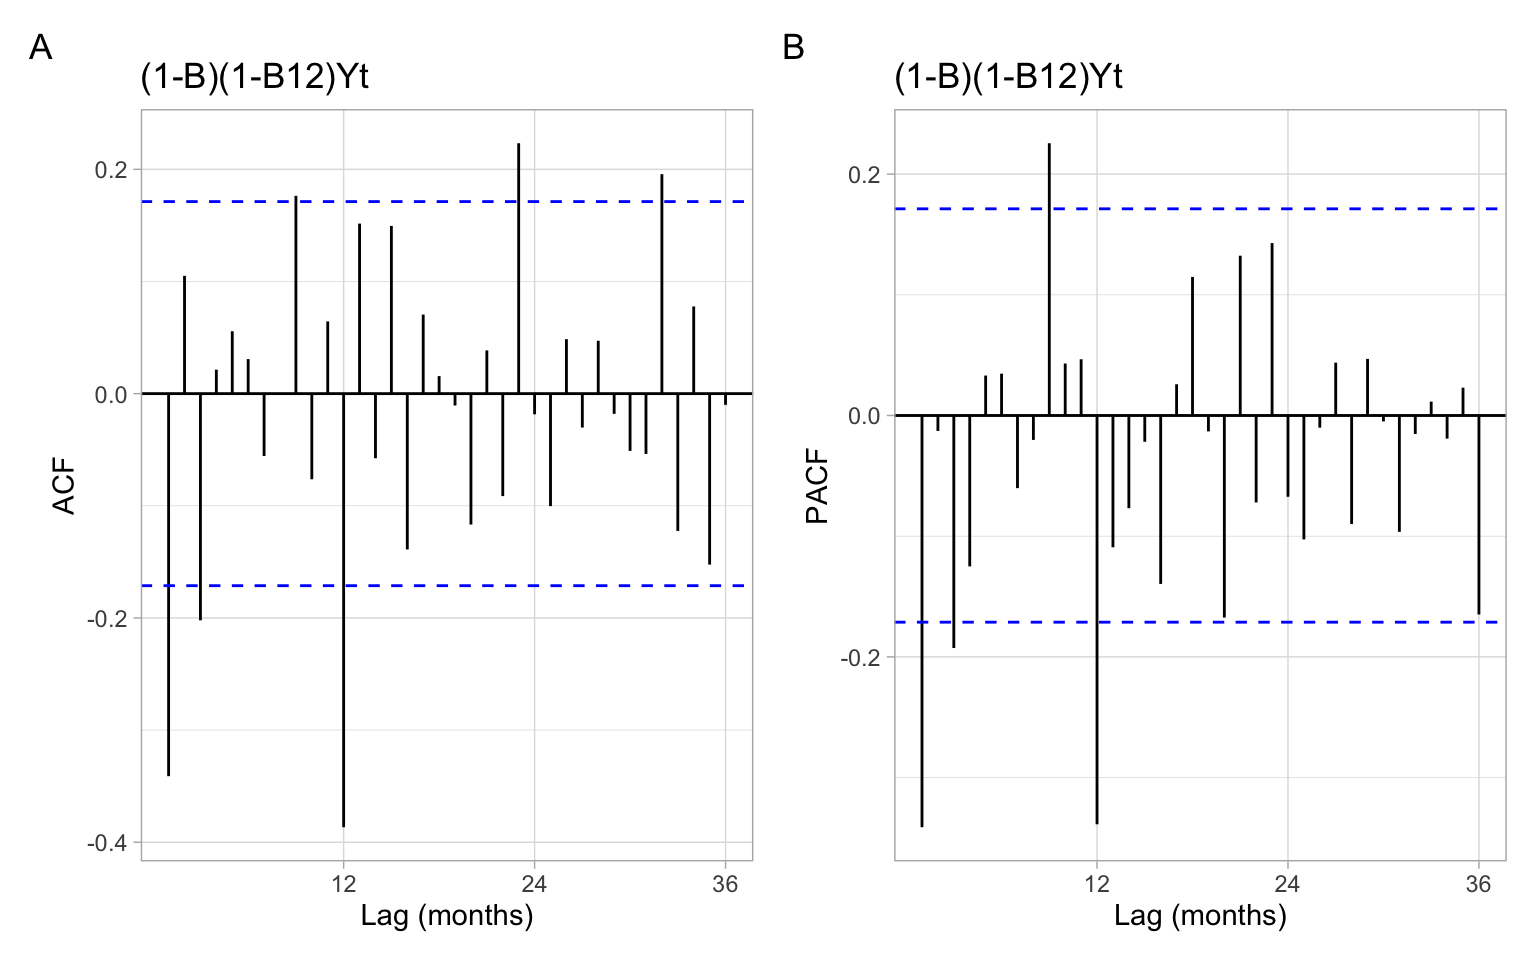 A
(1-B)(1-B12)Yt
ACF
0.2
0.0
-0.2
-0.4
12
24
36
Lag (months)
B
(1-B)(1-B12)Yt
PACF
0.2
0.0
-0.2
12
24
36
Lag (months)